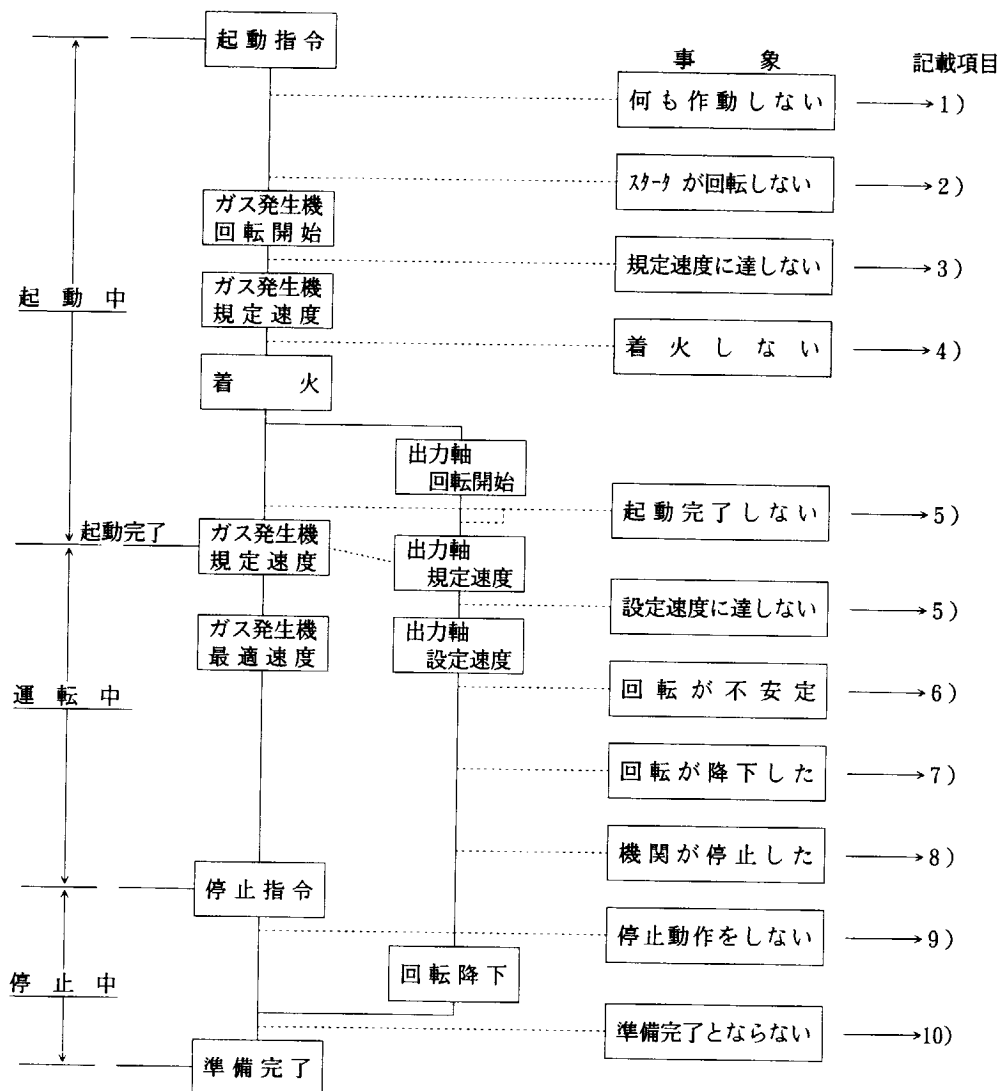 起動指令
事象
記載項目
何も作動しない
1)
スタータが回転しない
2)
ガス発生機
回転開始
規定速度に達しない
3)
ガス発生機
規定速度
起動中
着火しない
4)
着火
出力軸
回転開始
起動完了しない
5)
起動完了
ガス発生機
規定速度
出力軸
規定速度
設定速度に達しない
5)
ガス発生機
最適速度
出力軸
設定速度
運転中
回転が不安定
6)
回転が降下した
7)
機関が停止した
8)
停止指令
停止動作をしない
9)
停止中
回転降下
準備完了とならない
10)
準備完了